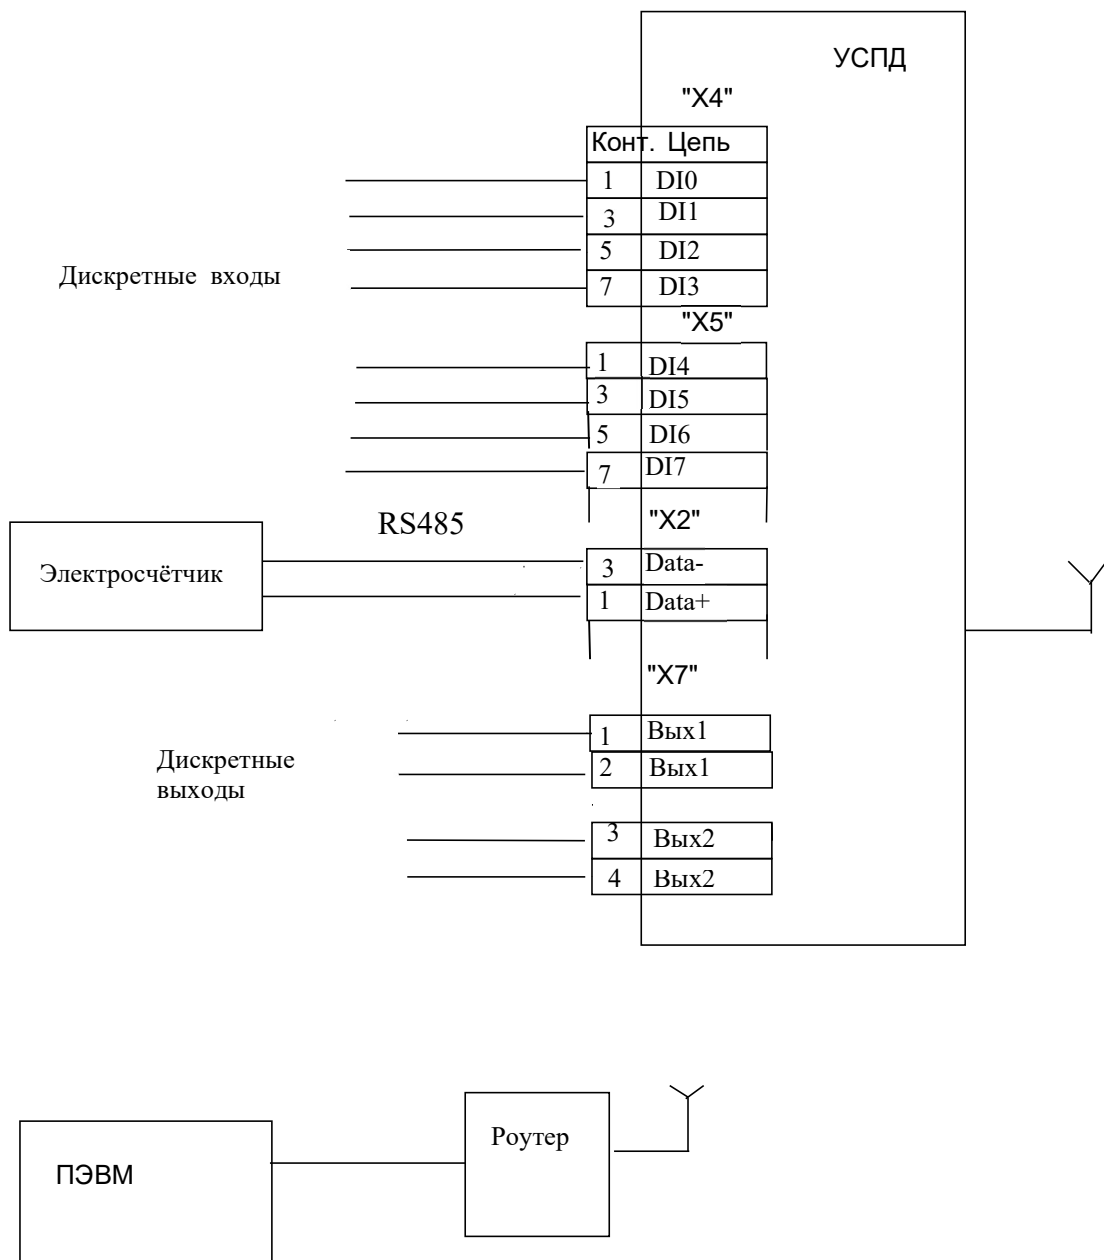 УСПД
"X4"
Конт. Цепь
1 DI0
3 DI1
5 DI2
7 DI3
Дискретные входы
"X5"
1 DI4
3 DI5
5 DI6
7 DI7
RS485
"X2"
Электросчётчик
3 Data-
1 Data+
"X7"
1 Вых1
2 Вых1
Дискретные
выходы
3 Вых2
4 Вых2
Роутер
ПЭВМ